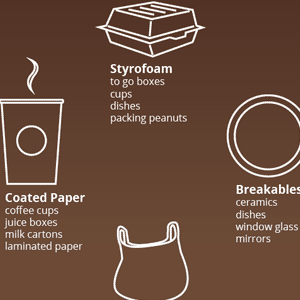 Styrofoam
to go boxes
cups
dishes
packing peanuts
Coated Paper
coffee cups
juice boxes
milk cartons
laminated paper
Breakables
ceramics
dishes
window glass
mirrors